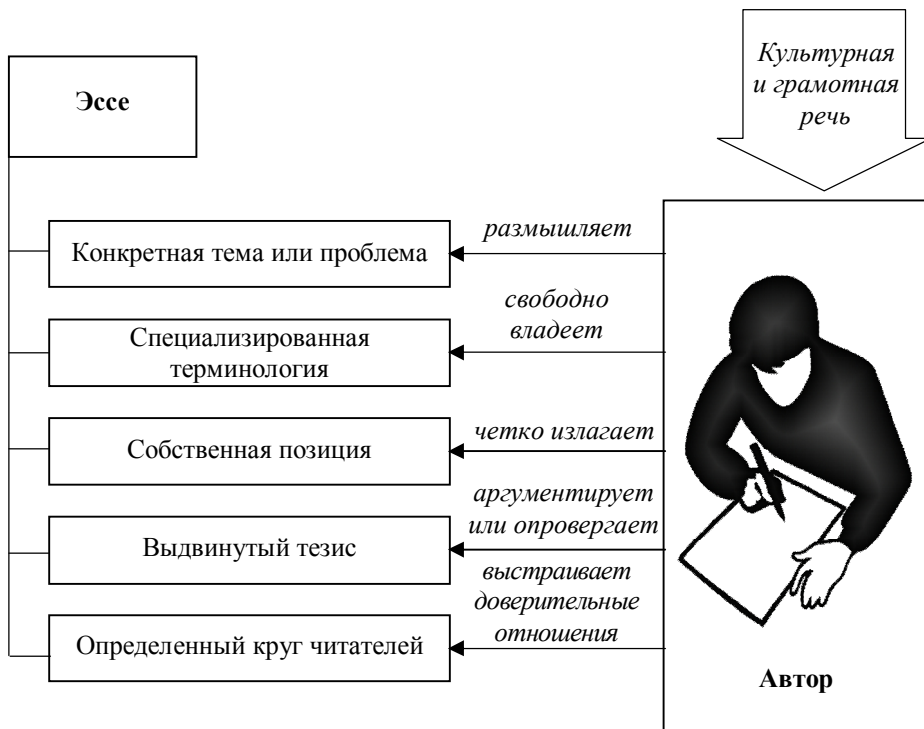 Культурная
и грамотная
речь
Эссе
размышляет
Конкретная тема или проблема
свободно
владеет
Специализированная
терминология
четко излагает
Собственная позиция
аргументирует
или опровергает
Выдвинутый тезис
выстраивает
доверительные
отношения
Определенный круг читателей
Автор